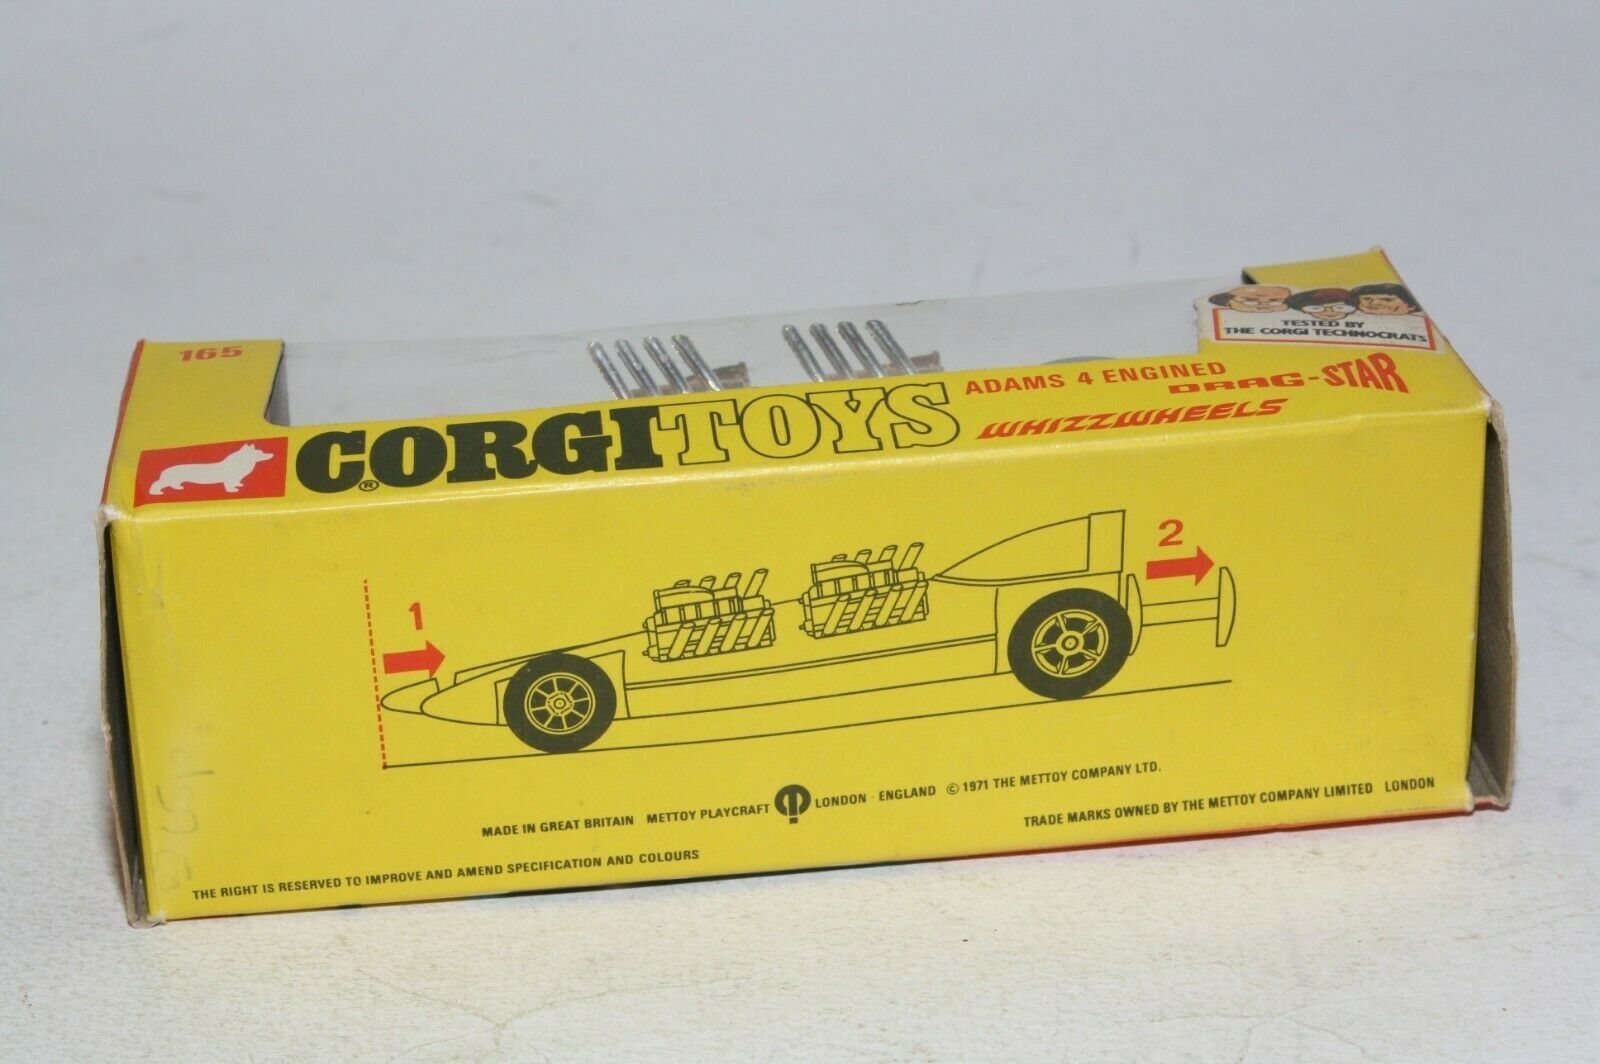 165
TESTED BY
THE CORGI TECHNOCRATS
CORGI TOYS
®
ADAMS 4 ENGINED
DRAG-STAR
WHIZZWHEELS
1
2
MADE IN GREAT BRITAIN METTOY PLAYCRAFT LONDON · ENGLAND © 1971 THE METTOY COMPANY LTD.
TRADE MARKS OWNED BY THE METTOY COMPANY LIMITED LONDON
THE RIGHT IS RESERVED TO IMPROVE AND AMEND SPECIFICATION AND COLOURS